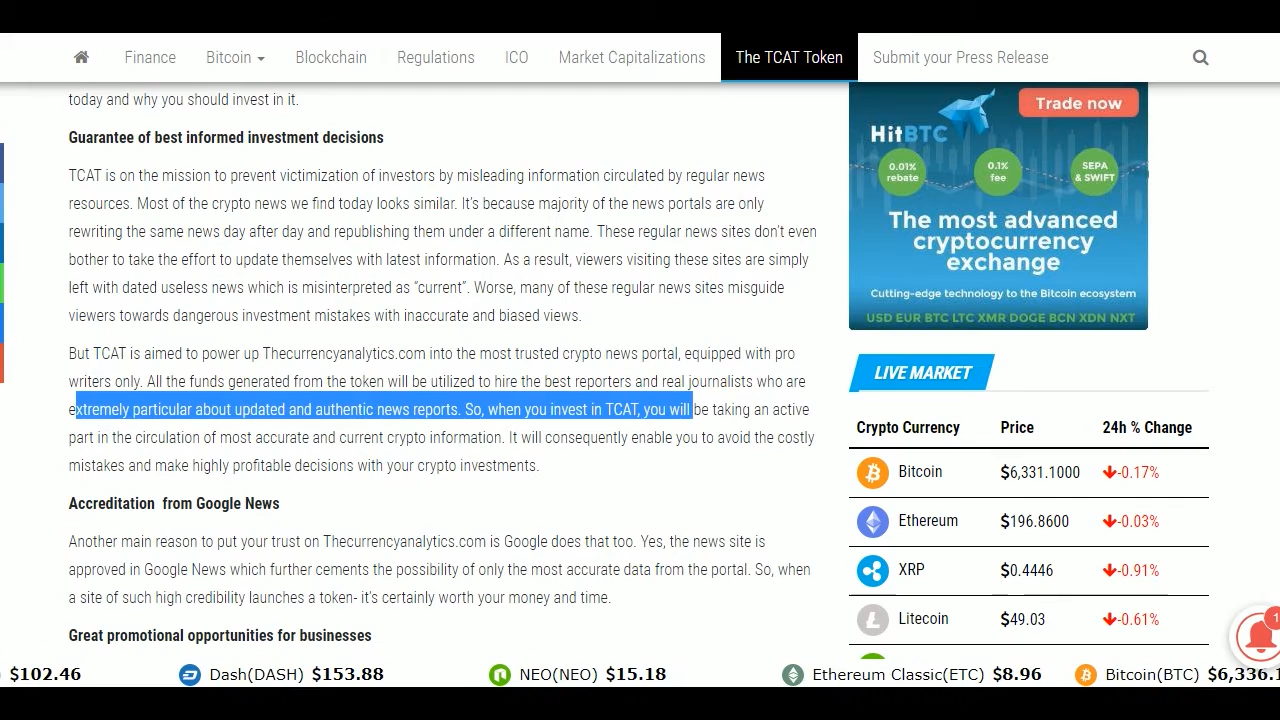 Finance
Bitcoin
Blockchain
Regulations
ICO
Market Capitalizations
The TCAT Token
Submit your Press Release
today and why you should invest in it.
Guarantee of best informed investment decisions
TCAT is on the mission to prevent victimization of investors by misleading information circulated by regular news
resources. Most of the crypto news we find today looks similar. It's because majority of the news portals are only
rewriting the same news day after day and republishing them under a different name. These regular news sites don't even
bother to take the effort to update themselves with latest information. As a result, viewers visiting these sites are simply
left with dated useless news which is misinterpreted as “current”. Worse, many of these regular news sites misguide
viewers towards dangerous investment mistakes with inaccurate and biased views.
But TCAT is aimed to power up Thecurrencyanalytics.com into the most trusted crypto news portal, equipped with pro
writers only. All the funds generated from the token will be utilized to hire the best reporters and real journalists who are
extremely particular about updated and authentic news reports. So, when you invest in TCAT, you will be taking an active
part in the circulation of most accurate and current crypto information. It will consequently enable you to avoid the costly
mistakes and make highly profitable decisions with your crypto investments.
Accreditation from Google News
Another main reason to put your trust on Thecurrencyanalytics.com is Google does that too. Yes, the news site is
approved in Google News which further cements the possibility of only the most accurate data from the portal. So, when
a site of such high credibility launches a token- it's certainly worth your money and time.
Great promotional opportunities for businesses
Trade now
HitBTC
0.01%
rebate
0.1%
fee
SEPA
& SWIFT
The most advanced
cryptocurrency
exchange
Cutting-edge technology to the Bitcoin ecosystem
USD EUR BTC LTC XMR DOGE BCN XDN NXT
LIVE MARKET
Crypto Currency Price 24h % Change
Bitcoin $6,331.1000 -0.17%
Ethereum $196.8600 -0.03%
XRP $0.4446 -0.91%
Litecoin $49.03 -0.61%
1
$102.46 Dash(DASH) $153.88 NEO(NEO) $15.18 Ethereum Classic(ETC) $8.96 Bitcoin(BTC) $6,336.1